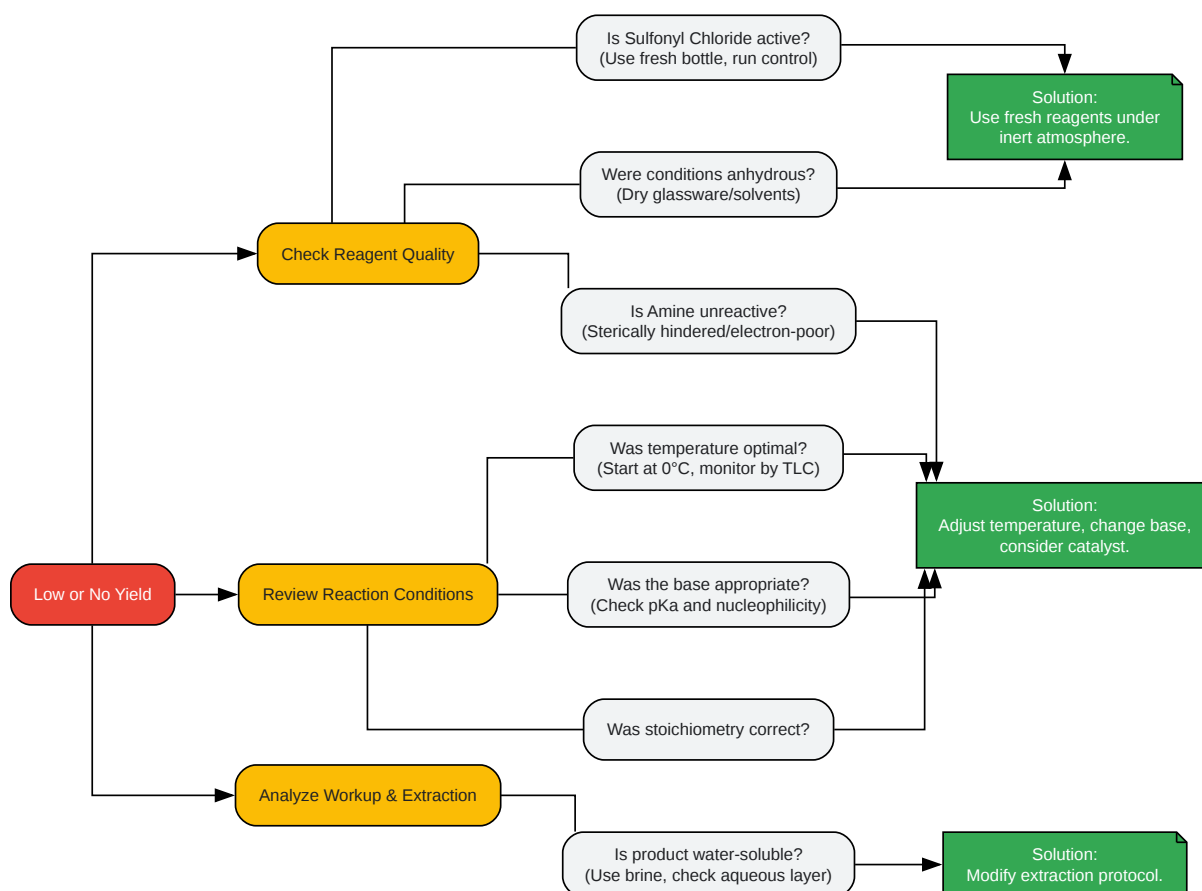 Is Sulfonyl Chloride active?
(Use fresh bottle, run control)
Solution:
Use fresh reagents under
inert atmosphere.
Were conditions anhydrous?
(Dry glassware/solvents)
Check Reagent Quality
Is Amine unreactive?
(Sterically hindered/electron-poor)
Was temperature optimal?
(Start at 0°C, monitor by TLC)
Solution:
Adjust temperature, change base,
consider catalyst.
Low or No Yield
Review Reaction Conditions
Was the base appropriate?
(Check pKa and nucleophilicity)
Was stoichiometry correct?
Analyze Workup & Extraction
Is product water-soluble?
(Use brine, check aqueous layer)
Solution:
Modify extraction protocol.